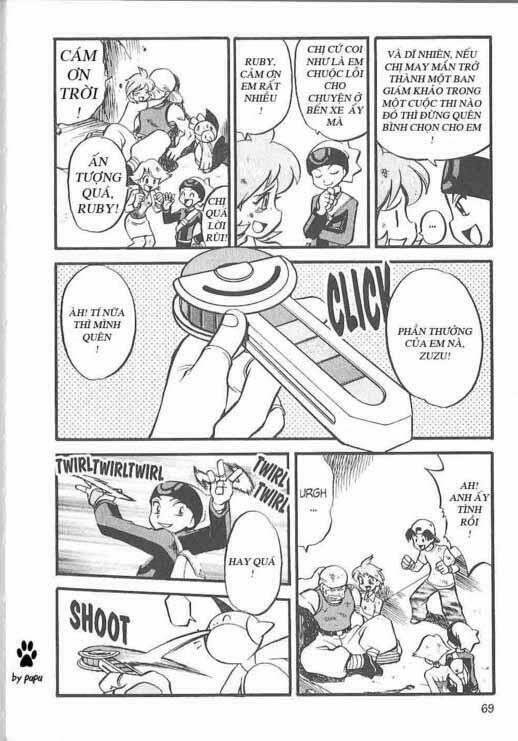 CÁM
ƠN
TRỜI
!
ẤN
TƯỢNG
QUÁ,
RUBY!
CHỊ
QUÁ
LỜI
RÙI!
RUBY,
CẢM ƠN
EM RẤT
NHIỀU !
CHỊ CỨ COI
NHƯ LÀ EM
CHUỘC LỖI
CHO
CHUYỆN Ở
BẾN XE ẤY
MÀ
VÀ DĨ NHIÊN, NẾU
CHỊ MAY MẮN TRỞ
THÀNH MỘT BAN
GIÁM KHẢO TRONG
MỘT CUỘC THI NÀO
ĐÓ THÌ ĐỪNG QUÊN
BÌNH CHỌN CHO EM
!
...
ÀH! TÍ NỮA
THÌ MÌNH
QUÊN
!
CLICK
PHẦN THƯỞNG
CỦA EM NÀ,
ZUZU!
TWIRLTWIRLTWIRL
TWIRL
TWIRL
HAY QUÁ
!
URGH
...
AH!
ANH ẤY
TỈNH
RỒI !
SHOOT
by papu
69